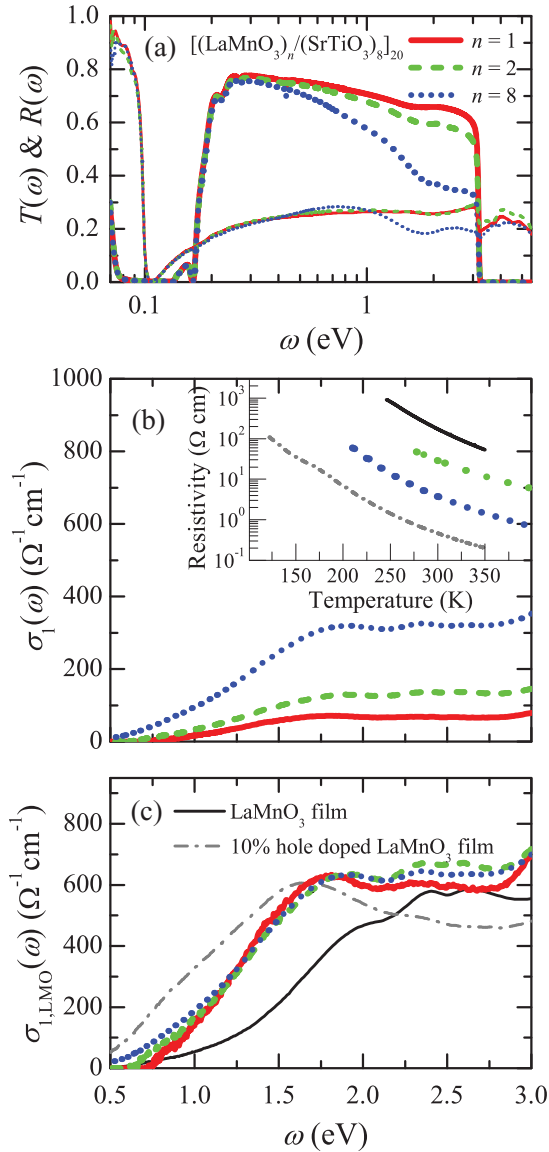 (a) [(LaMnO₃)ₙ/(SrTiO₃)₈]₂₀
n = 1
n = 2
n = 8
T(ω) & R(ω)
1.0
0.8
0.6
0.4
0.2
0.0
0.1 1
ω (eV)
(b)
σ₁(ω) (Ω⁻¹cm⁻¹)
1000
800
600
400
200
0
Resistivity (Ω cm)
10³
10²
10¹
10⁰
10⁻¹
150 200 250 300 350
Temperature (K)
(c)
LaMnO₃ film
10% hole doped LaMnO₃ film
σ₁,LMO(ω) (Ω⁻¹cm⁻¹)
800
600
400
200
0
0.5 1.0 1.5 2.0 2.5 3.0
ω (eV)